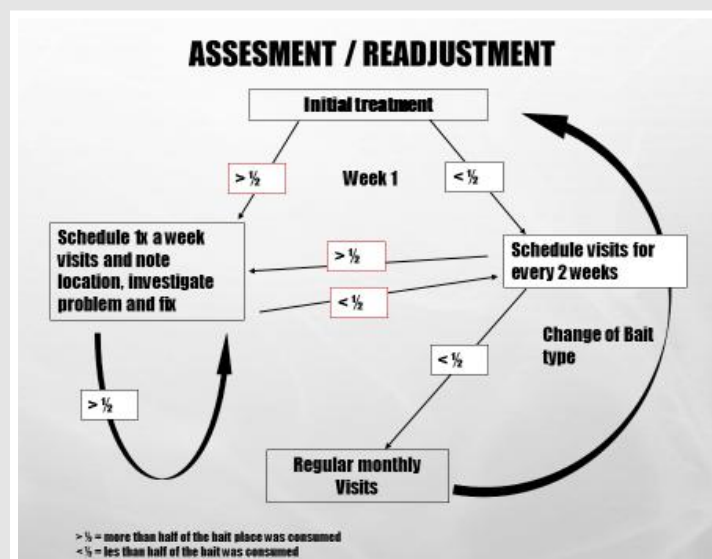 ASSESMENT / READJUSTMENT
Initial treatment
> ½
Week 1
< ½
Schedule 1x a week
visits and note
location, investigate
problem and fix
> ½
< ½
Schedule visits for
every 2 weeks
Change of Bait
type
< ½
> ½
Regular monthly
Visits
> ½ = more than half of the bait place was consumed
< ½ = less than half of the bait was consumed